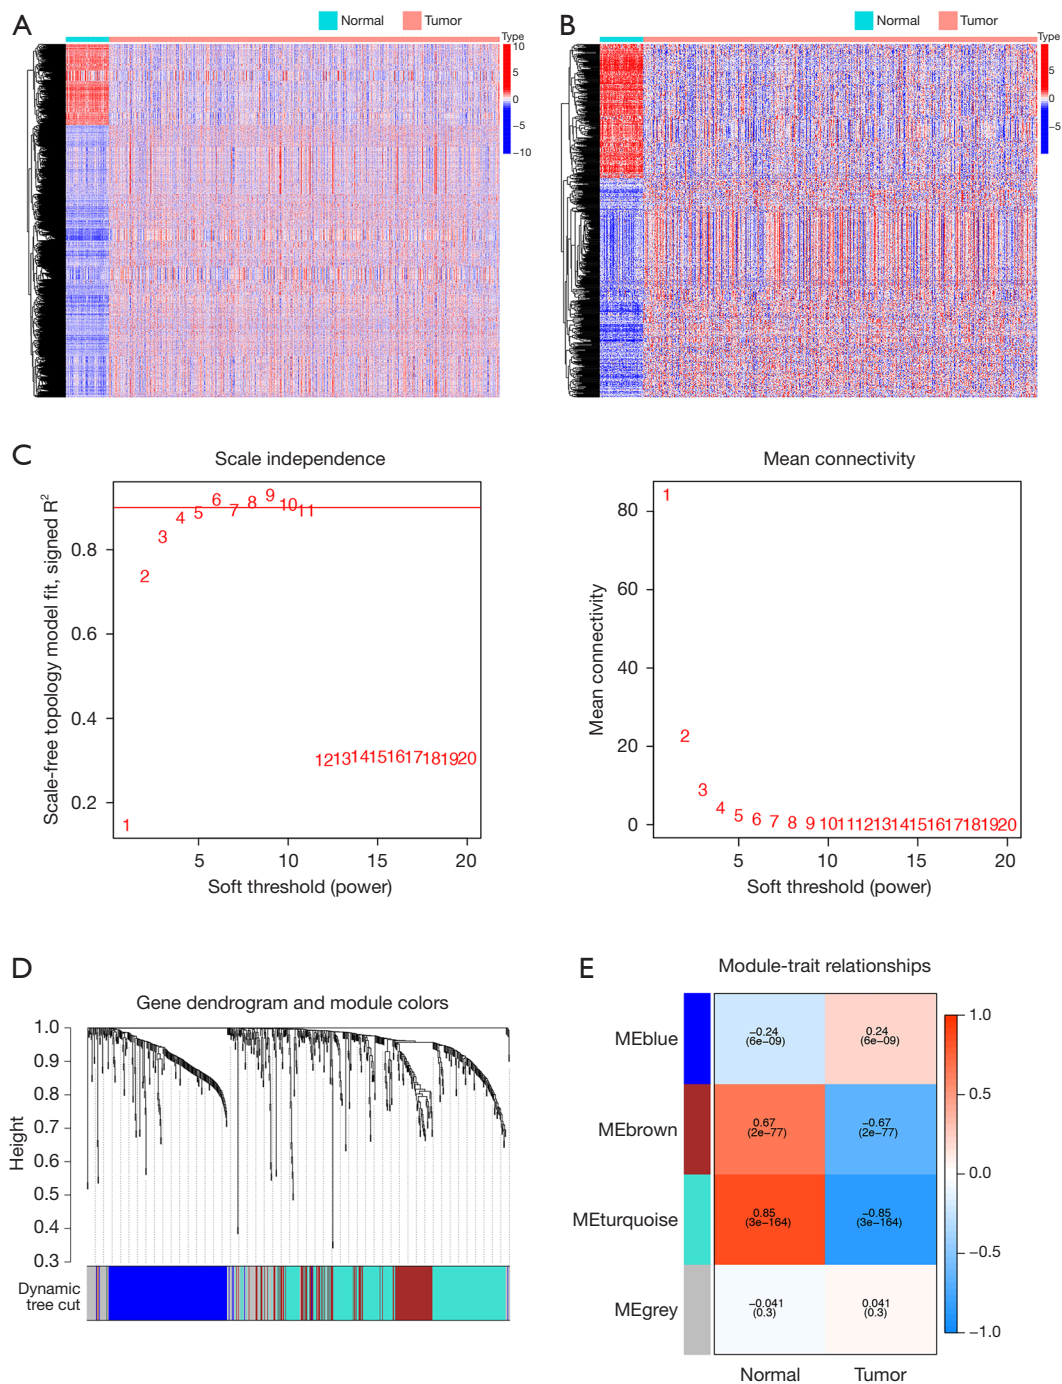 A
Normal
Tumor
Type
10
5
0
−5
−10
B
Normal
Tumor
Type
5
0
−5
C
Scale independence
Scale-free topology model fit, signed R²
0.8
0.6
0.4
0.2
1
2
3
4
5
6
7
8
9
10
11
12 13 14 15 16 17 18 19 20
5 10 15 20
Soft threshold (power)
Mean connectivity
Mean connectivity
80
60
40
20
0
1
2
3
4
5
6
7
8
9
10 11 12 13 14 15 16 17 18 19 20
5 10 15 20
Soft threshold (power)
D
Gene dendrogram and module colors
Height
1.0
0.9
0.8
0.7
0.6
0.5
0.4
0.3
Dynamic
tree cut
E
Module-trait relationships
MEblue
−0.24
(6e−09)
0.24
(6e−09)
MEbrown
0.67
(2e−77)
−0.67
(2e−77)
MEturquoise
0.85
(3e−164)
−0.85
(3e−164)
MEgrey
−0.041
(0.3)
0.041
(0.3)
Normal
Tumor
1.0
0.5
0.0
−0.5
−1.0